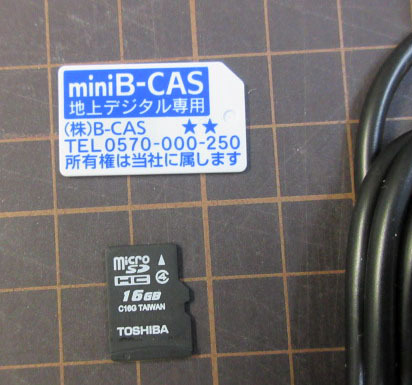 miniB-CAS
地上デジタル専用
(株)B-CAS ★★
TEL 0570-000-250
所有権は当社に属します
micro
SD
HC 4
16GB
C16G TAIWAN
TOSHIBA